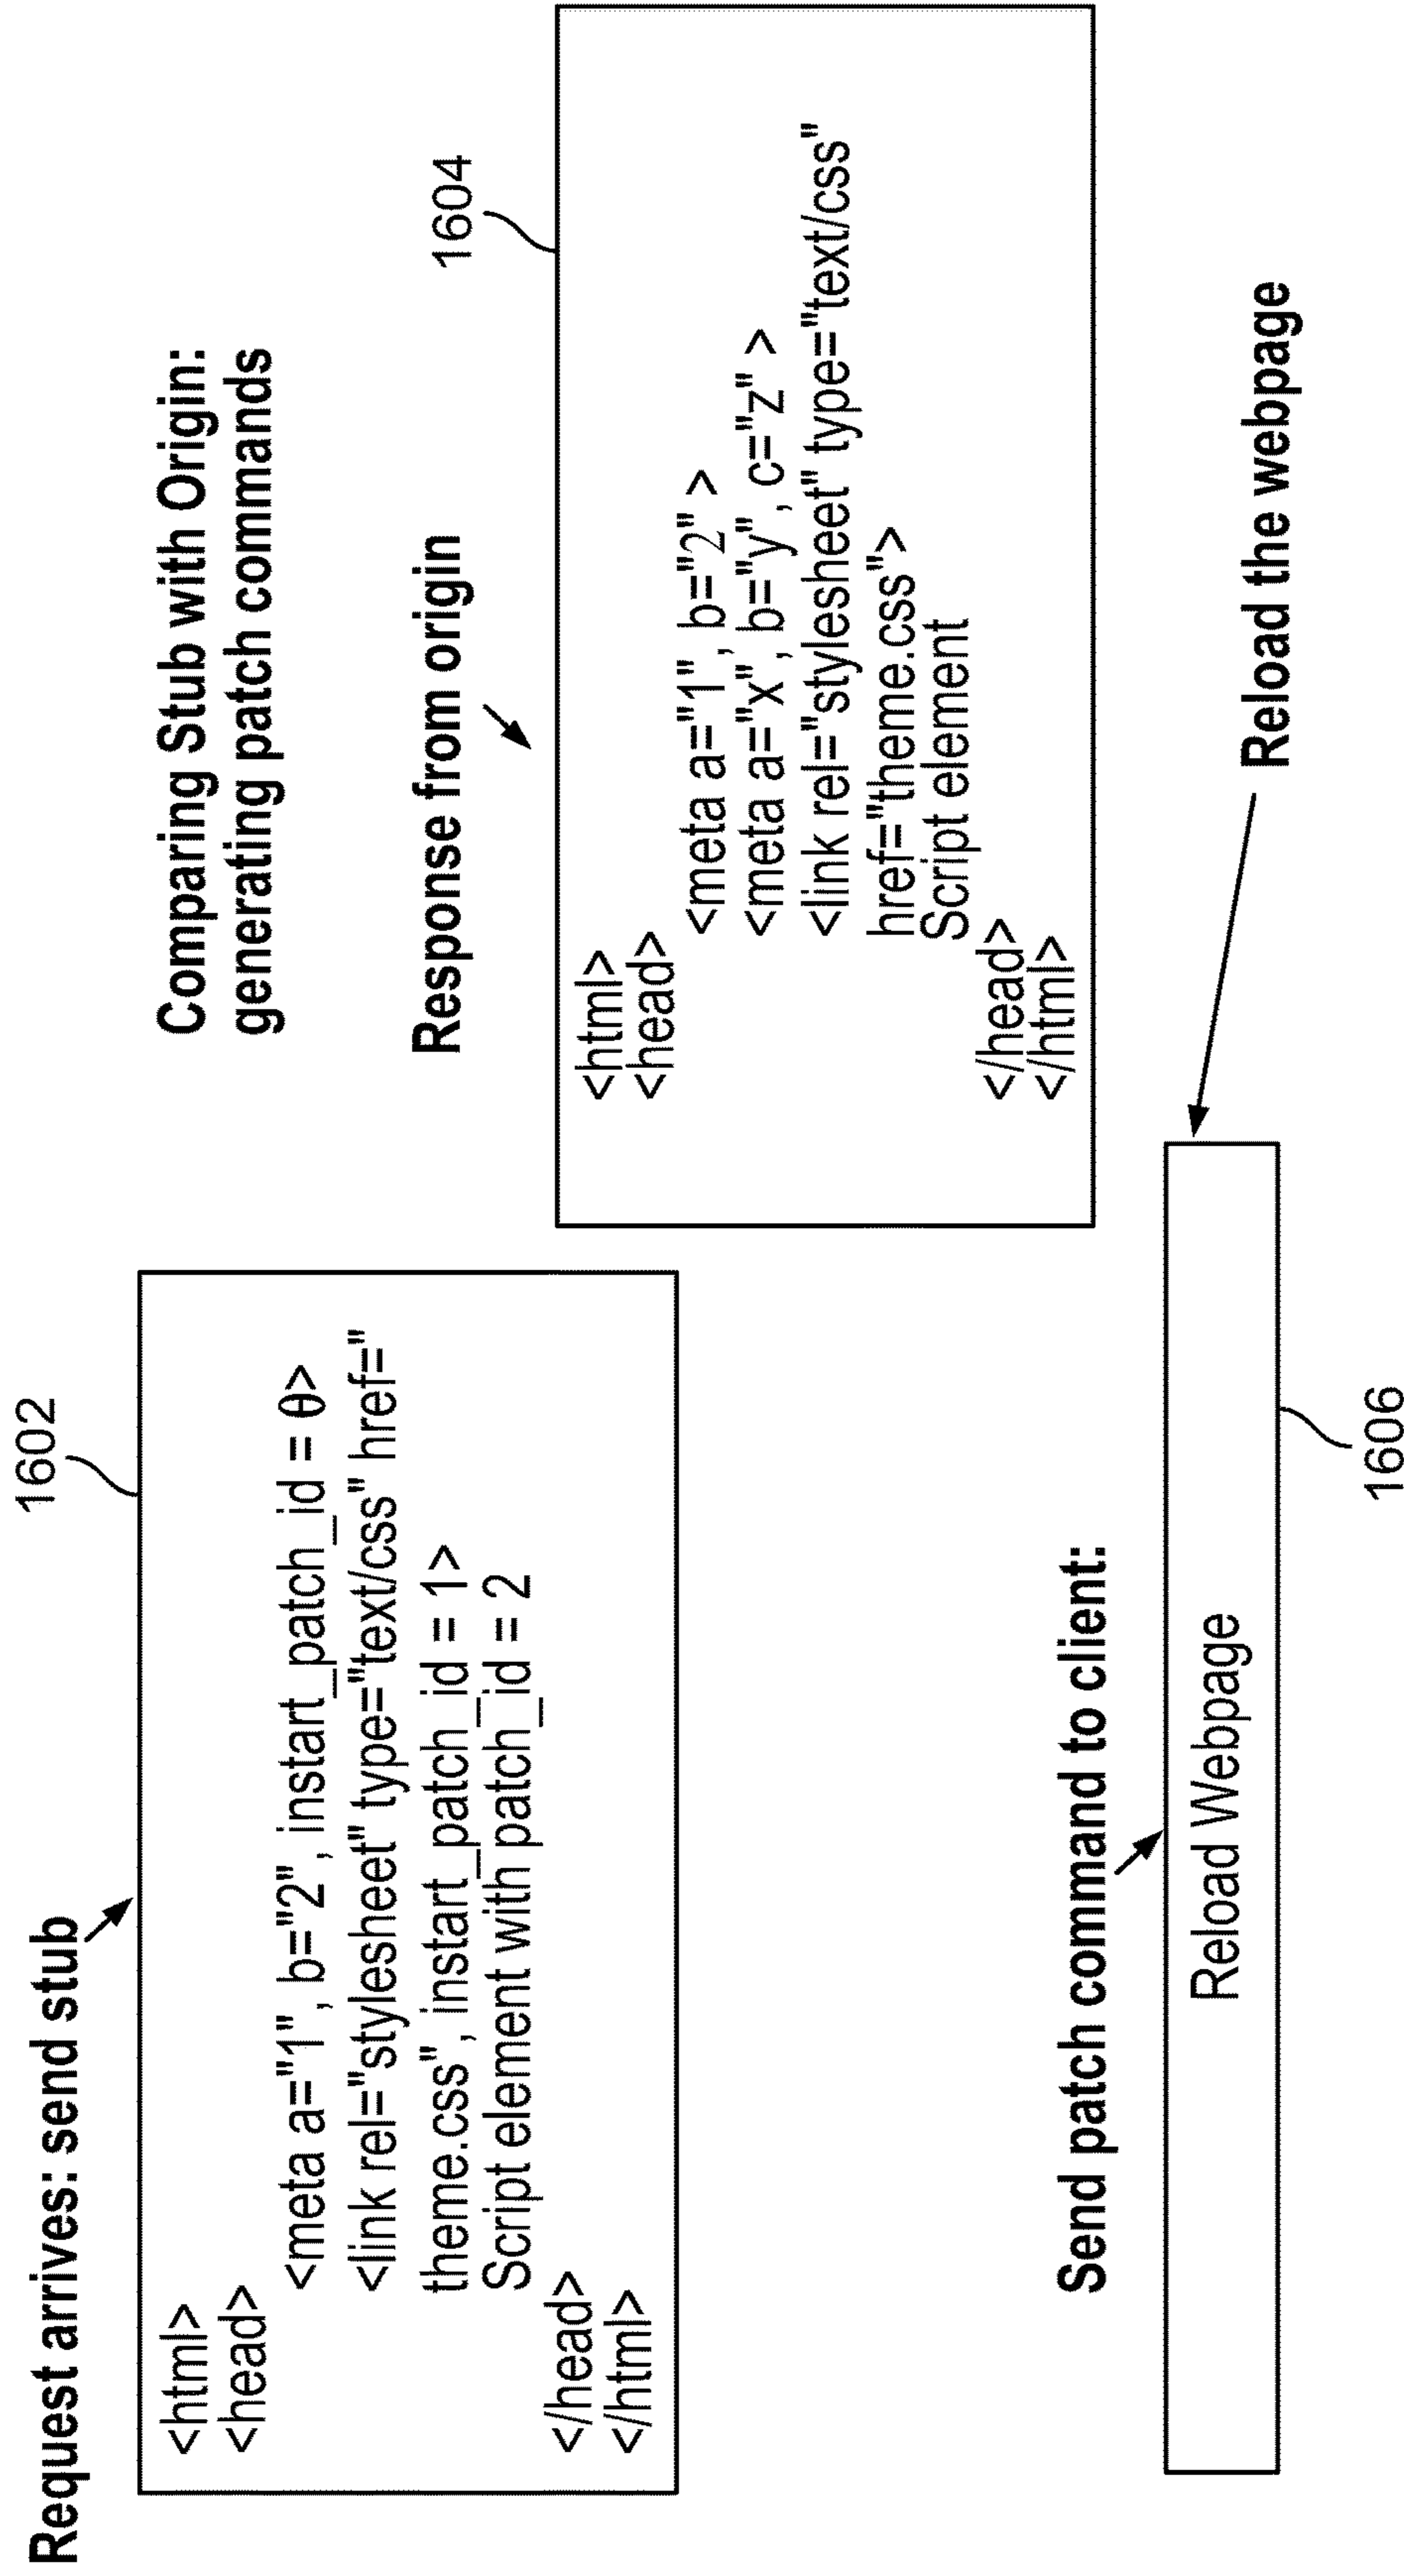 Request arrives: send stub
1602
<html>
<head>
<meta a="1", b="2", instart_patch_id = 0>
<link rel="stylesheet" type="text/css" href="
theme.css", instart_patch_id = 1>
Script element with patch_id = 2
</head>
</html>
Comparing Stub with Origin:
generating patch commands
Response from origin
1604
<html>
<head>
<meta a="1", b="2" >
<meta a="x", b="y", c="z" >
<link rel="stylesheet" type="text/css"
href="theme.css">
Script element
</head>
</html>
Send patch command to client:
Reload Webpage
1606
Reload the webpage